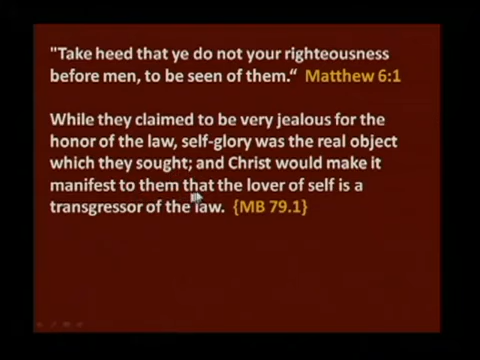 "Take heed that ye do not your righteousness
before men, to be seen of them.“ Matthew 6:1
While they claimed to be very jealous for the
honor of the law, self-glory was the real object
which they sought; and Christ would make it
manifest to them that the lover of self is a
transgressor of the law. {MB 79.1}